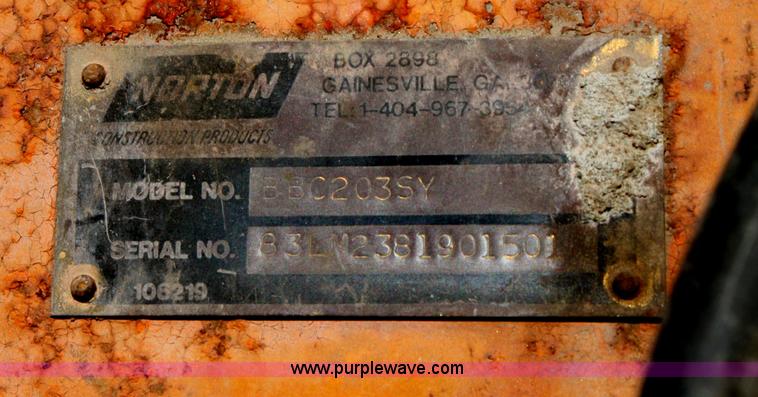 NORTON
CONSTRUCTION PRODUCTS
BOX 2898
GAINESVILLE, GA.
TEL: 1-404-967-395
MODEL NO. BBC203SY
SERIAL NO. 83LM2381901501
106219
www.purplewave.com